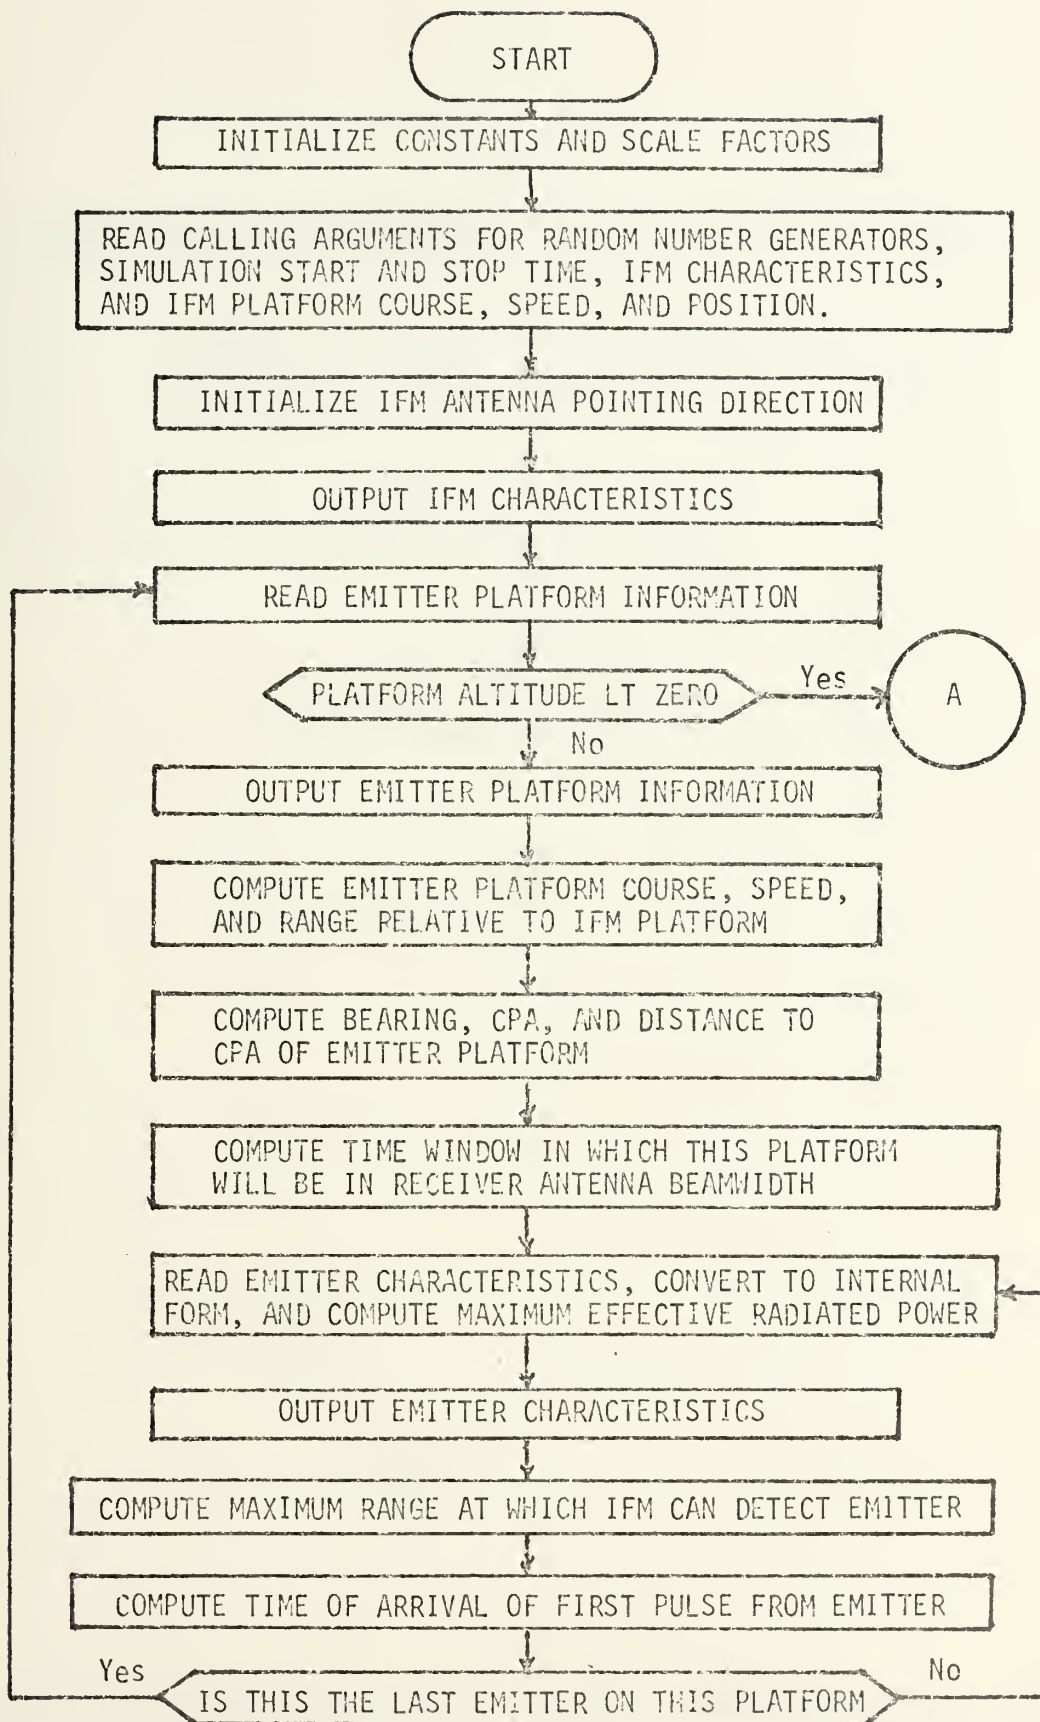 START
INITIALIZE CONSTANTS AND SCALE FACTORS
READ CALLING ARGUMENTS FOR RANDOM NUMBER GENERATORS,
SIMULATION START AND STOP TIME, IFM CHARACTERISTICS,
AND IFM PLATFORM COURSE, SPEED, AND POSITION.
INITIALIZE IFM ANTENNA POINTING DIRECTION
OUTPUT IFM CHARACTERISTICS
READ EMITTER PLATFORM INFORMATION
PLATFORM ALTITUDE LT ZERO
Yes
A
No
OUTPUT EMITTER PLATFORM INFORMATION
COMPUTE EMITTER PLATFORM COURSE, SPEED,
AND RANGE RELATIVE TO IFM PLATFORM
COMPUTE BEARING, CPA, AND DISTANCE TO
CPA OF EMITTER PLATFORM
COMPUTE TIME WINDOW IN WHICH THIS PLATFORM
WILL BE IN RECEIVER ANTENNA BEAMWIDTH
READ EMITTER CHARACTERISTICS, CONVERT TO INTERNAL
FORM, AND COMPUTE MAXIMUM EFFECTIVE RADIATED POWER
OUTPUT EMITTER CHARACTERISTICS
COMPUTE MAXIMUM RANGE AT WHICH IFM CAN DETECT EMITTER
COMPUTE TIME OF ARRIVAL OF FIRST PULSE FROM EMITTER
Yes
IS THIS THE LAST EMITTER ON THIS PLATFORM
No